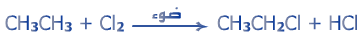 CH3CH3 + Cl2 ضوء CH3CH2Cl + HCl